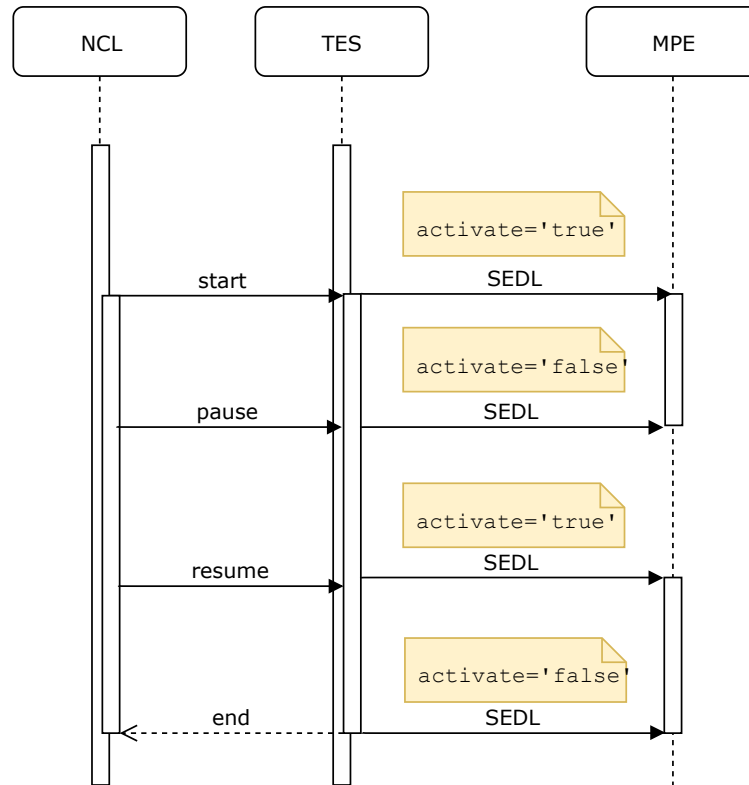 NCL
TES
MPE
activate='true'
start
SEDL
activate='false'
pause
SEDL
activate='true'
resume
SEDL
activate='false'
end
SEDL